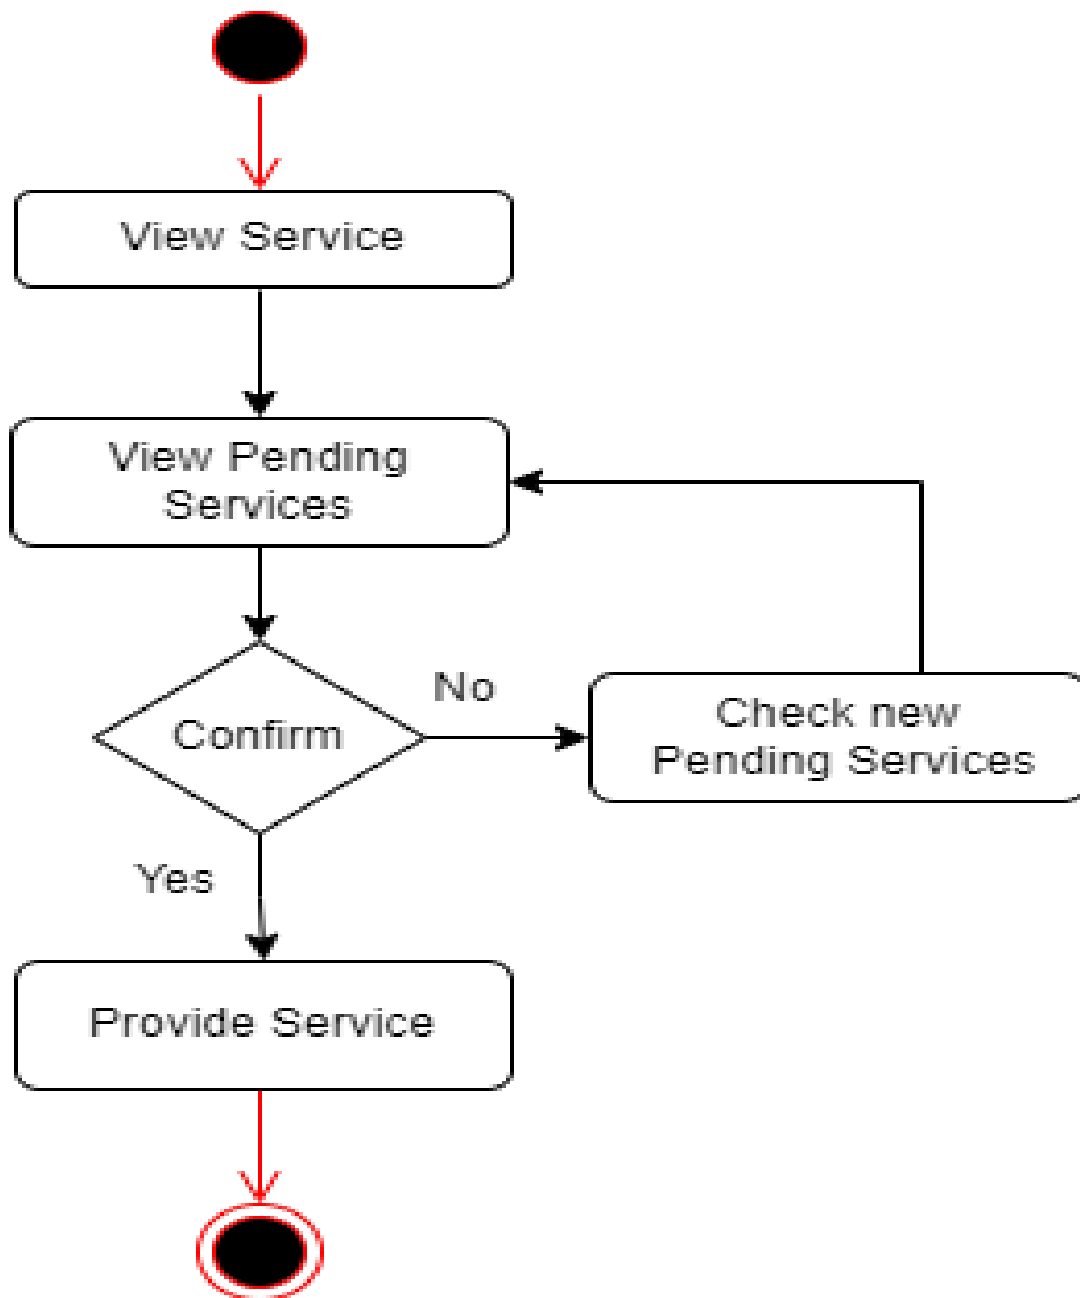 View Service
View Pending
Services
No
Check new
Pending Services
Confirm
Yes
Provide Service